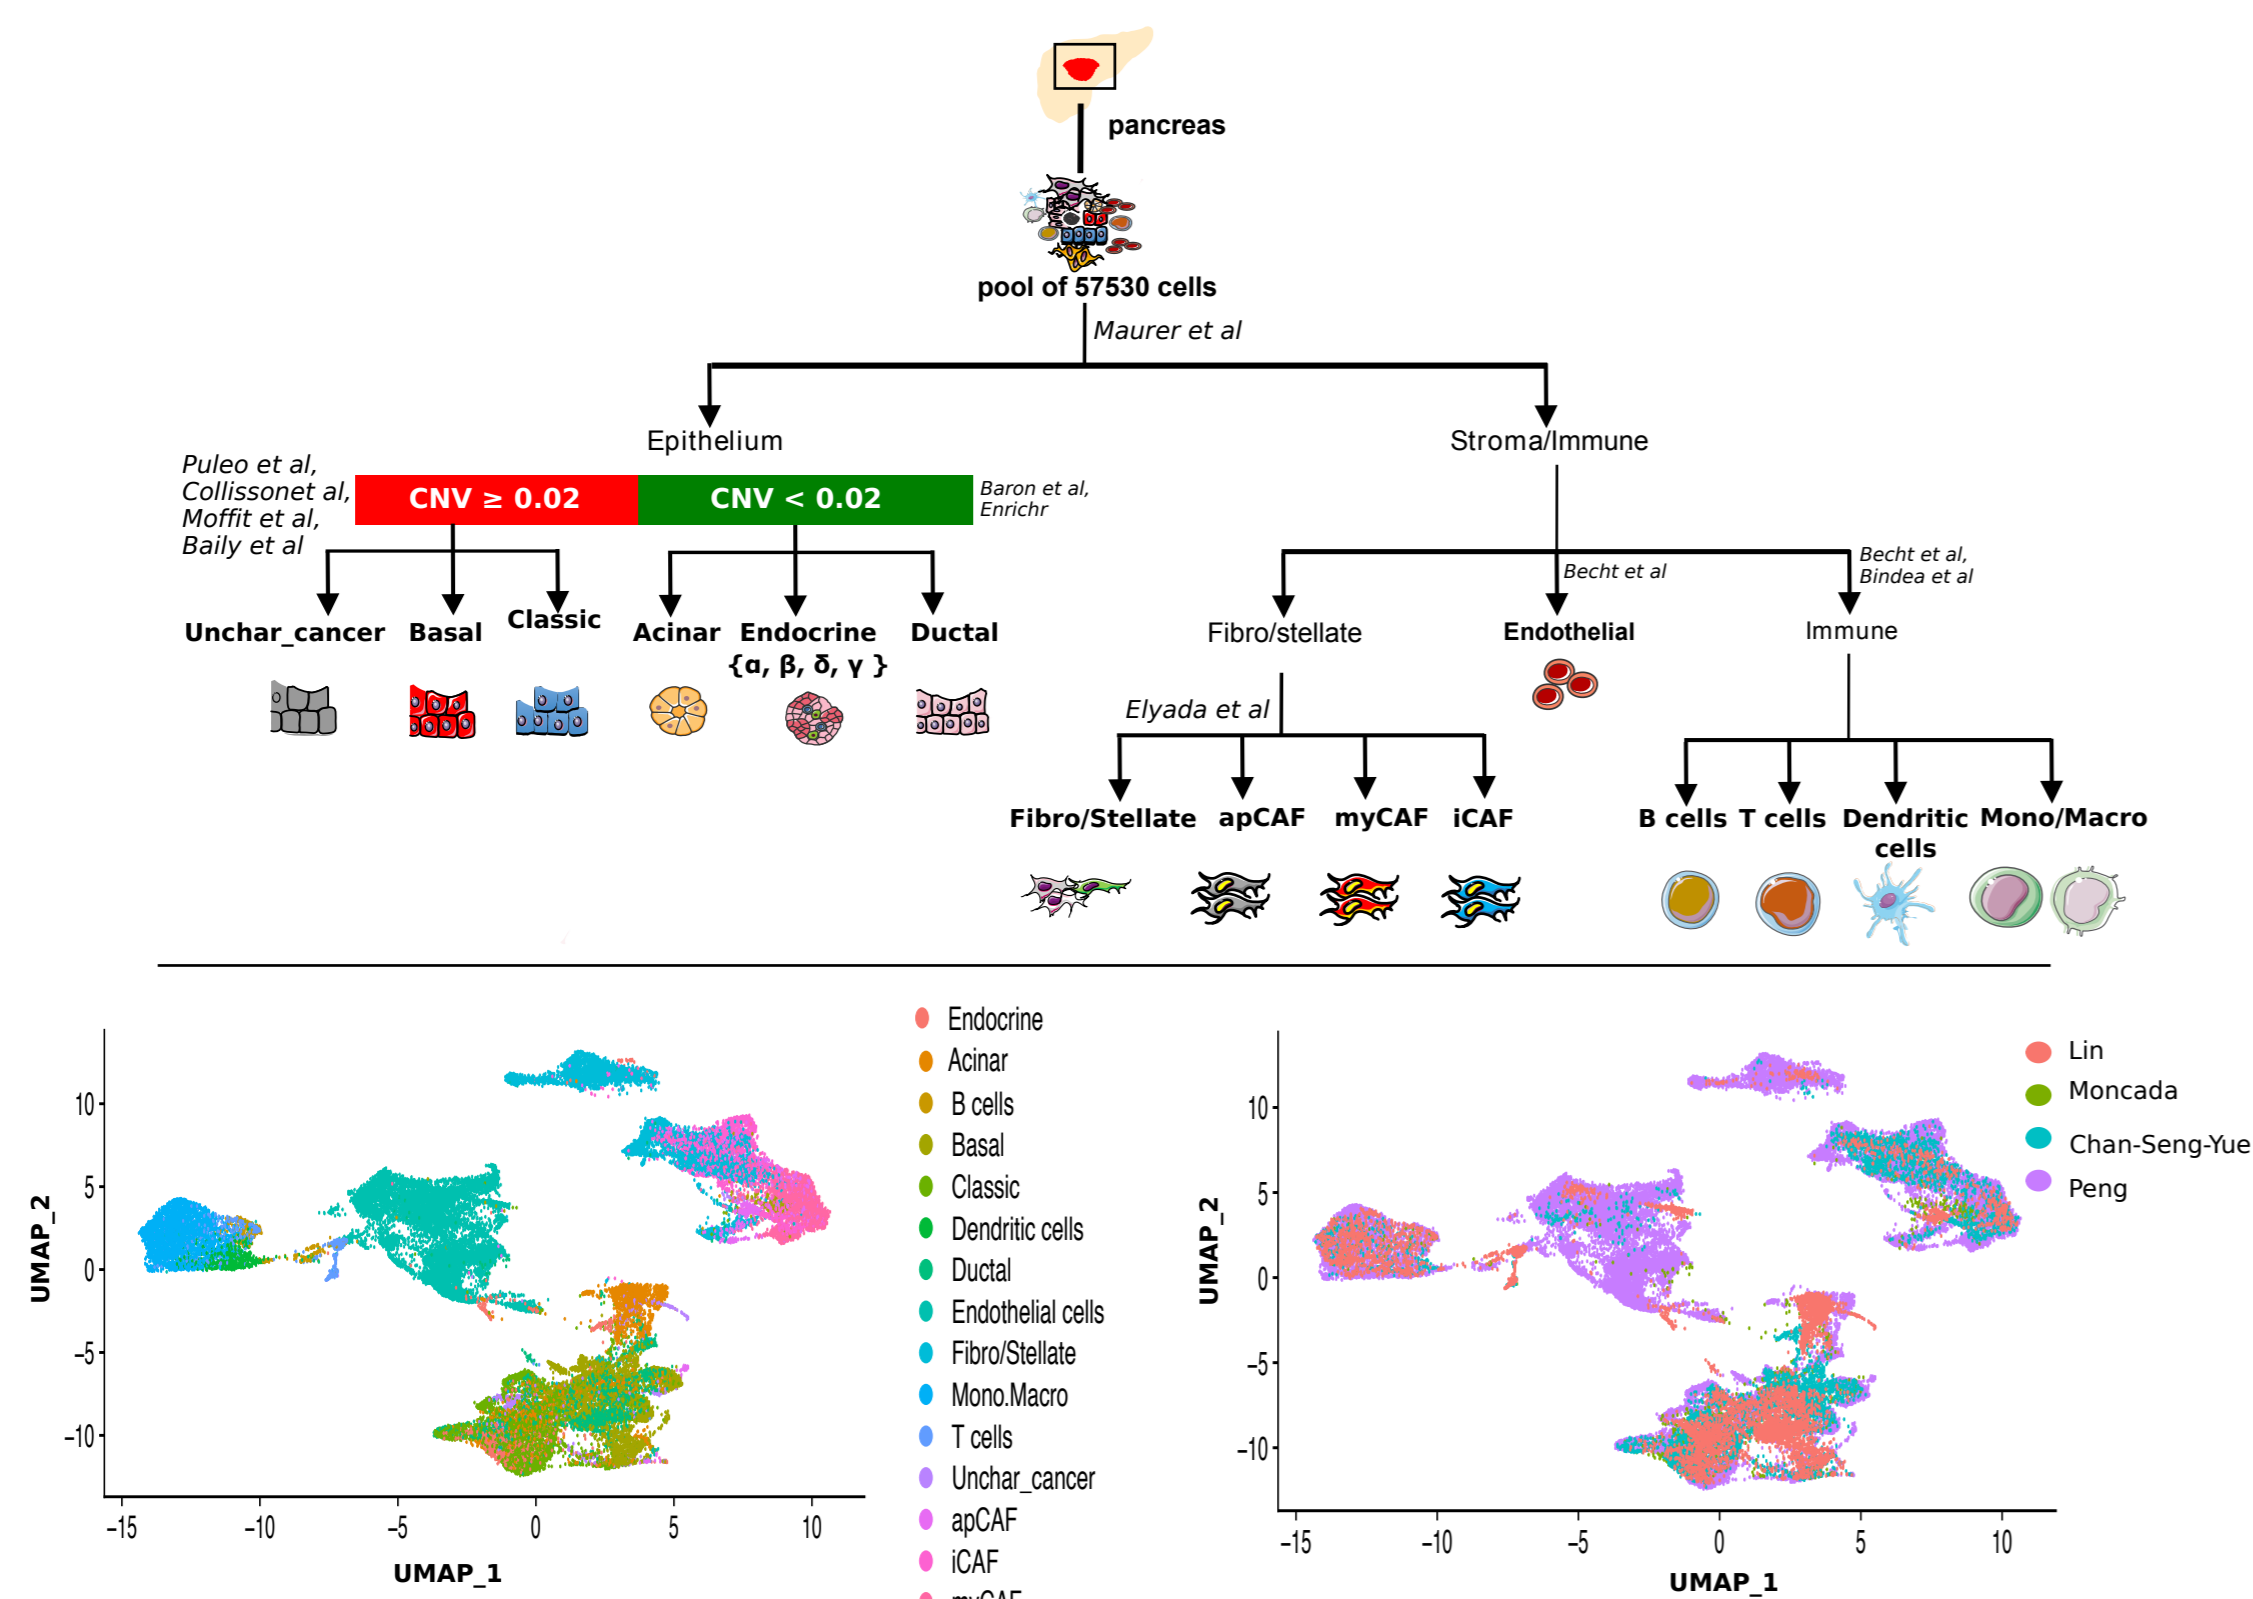 pancreas
pool of 57530 cells
Maurer et al
Epithelium
Stroma/Immune
Puleo et al,
Collissonet al,
Moffit et al,
Baily et al
CNV ≥ 0.02
CNV < 0.02
Baron et al,
Enrichr
Becht et al
Becht et al,
Bindea et al
Unchar_cancer
Basal
Classic
Acinar
Endocrine
{α, β, δ, γ }
Ductal
Fibro/stellate
Endothelial
Immune
Elyada et al
Fibro/Stellate
apCAF
myCAF
iCAF
B cells
T cells
Dendritic
cells
Mono/Macro
UMAP_2
10
5
0
−5
−10
−15
−10
−5
0
5
10
UMAP_1
Endocrine
Acinar
B cells
Basal
Classic
Dendritic cells
Ductal
Endothelial cells
Fibro/Stellate
Mono.Macro
T cells
Unchar_cancer
apCAF
iCAF
myCAF
UMAP_2
10
5
0
−5
−10
−15
−10
−5
0
5
10
UMAP_1
Lin
Moncada
Chan-Seng-Yue
Peng